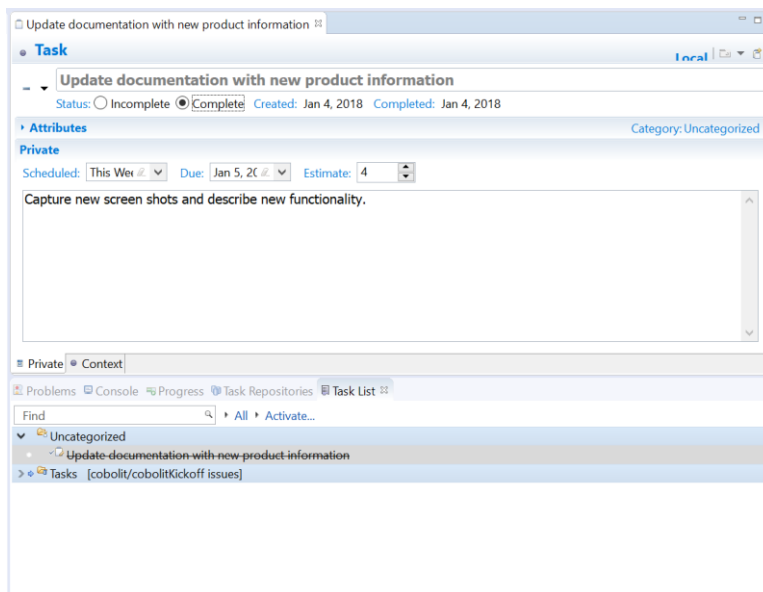 Update documentation with new product information
Task
Local
Update documentation with new product information
Status: Incomplete Complete Created: Jan 4, 2018 Completed: Jan 4, 2018
Attributes Category: Uncategorized
Private
Scheduled: This Wee Due: Jan 5, 20 Estimate: 4
Capture new screen shots and describe new functionality.
Private Context
Problems Console Progress Task Repositories Task List
Find All Activate...
Uncategorized
Update documentation with new product information
Tasks [cobolit/cobolitKickoff issues]